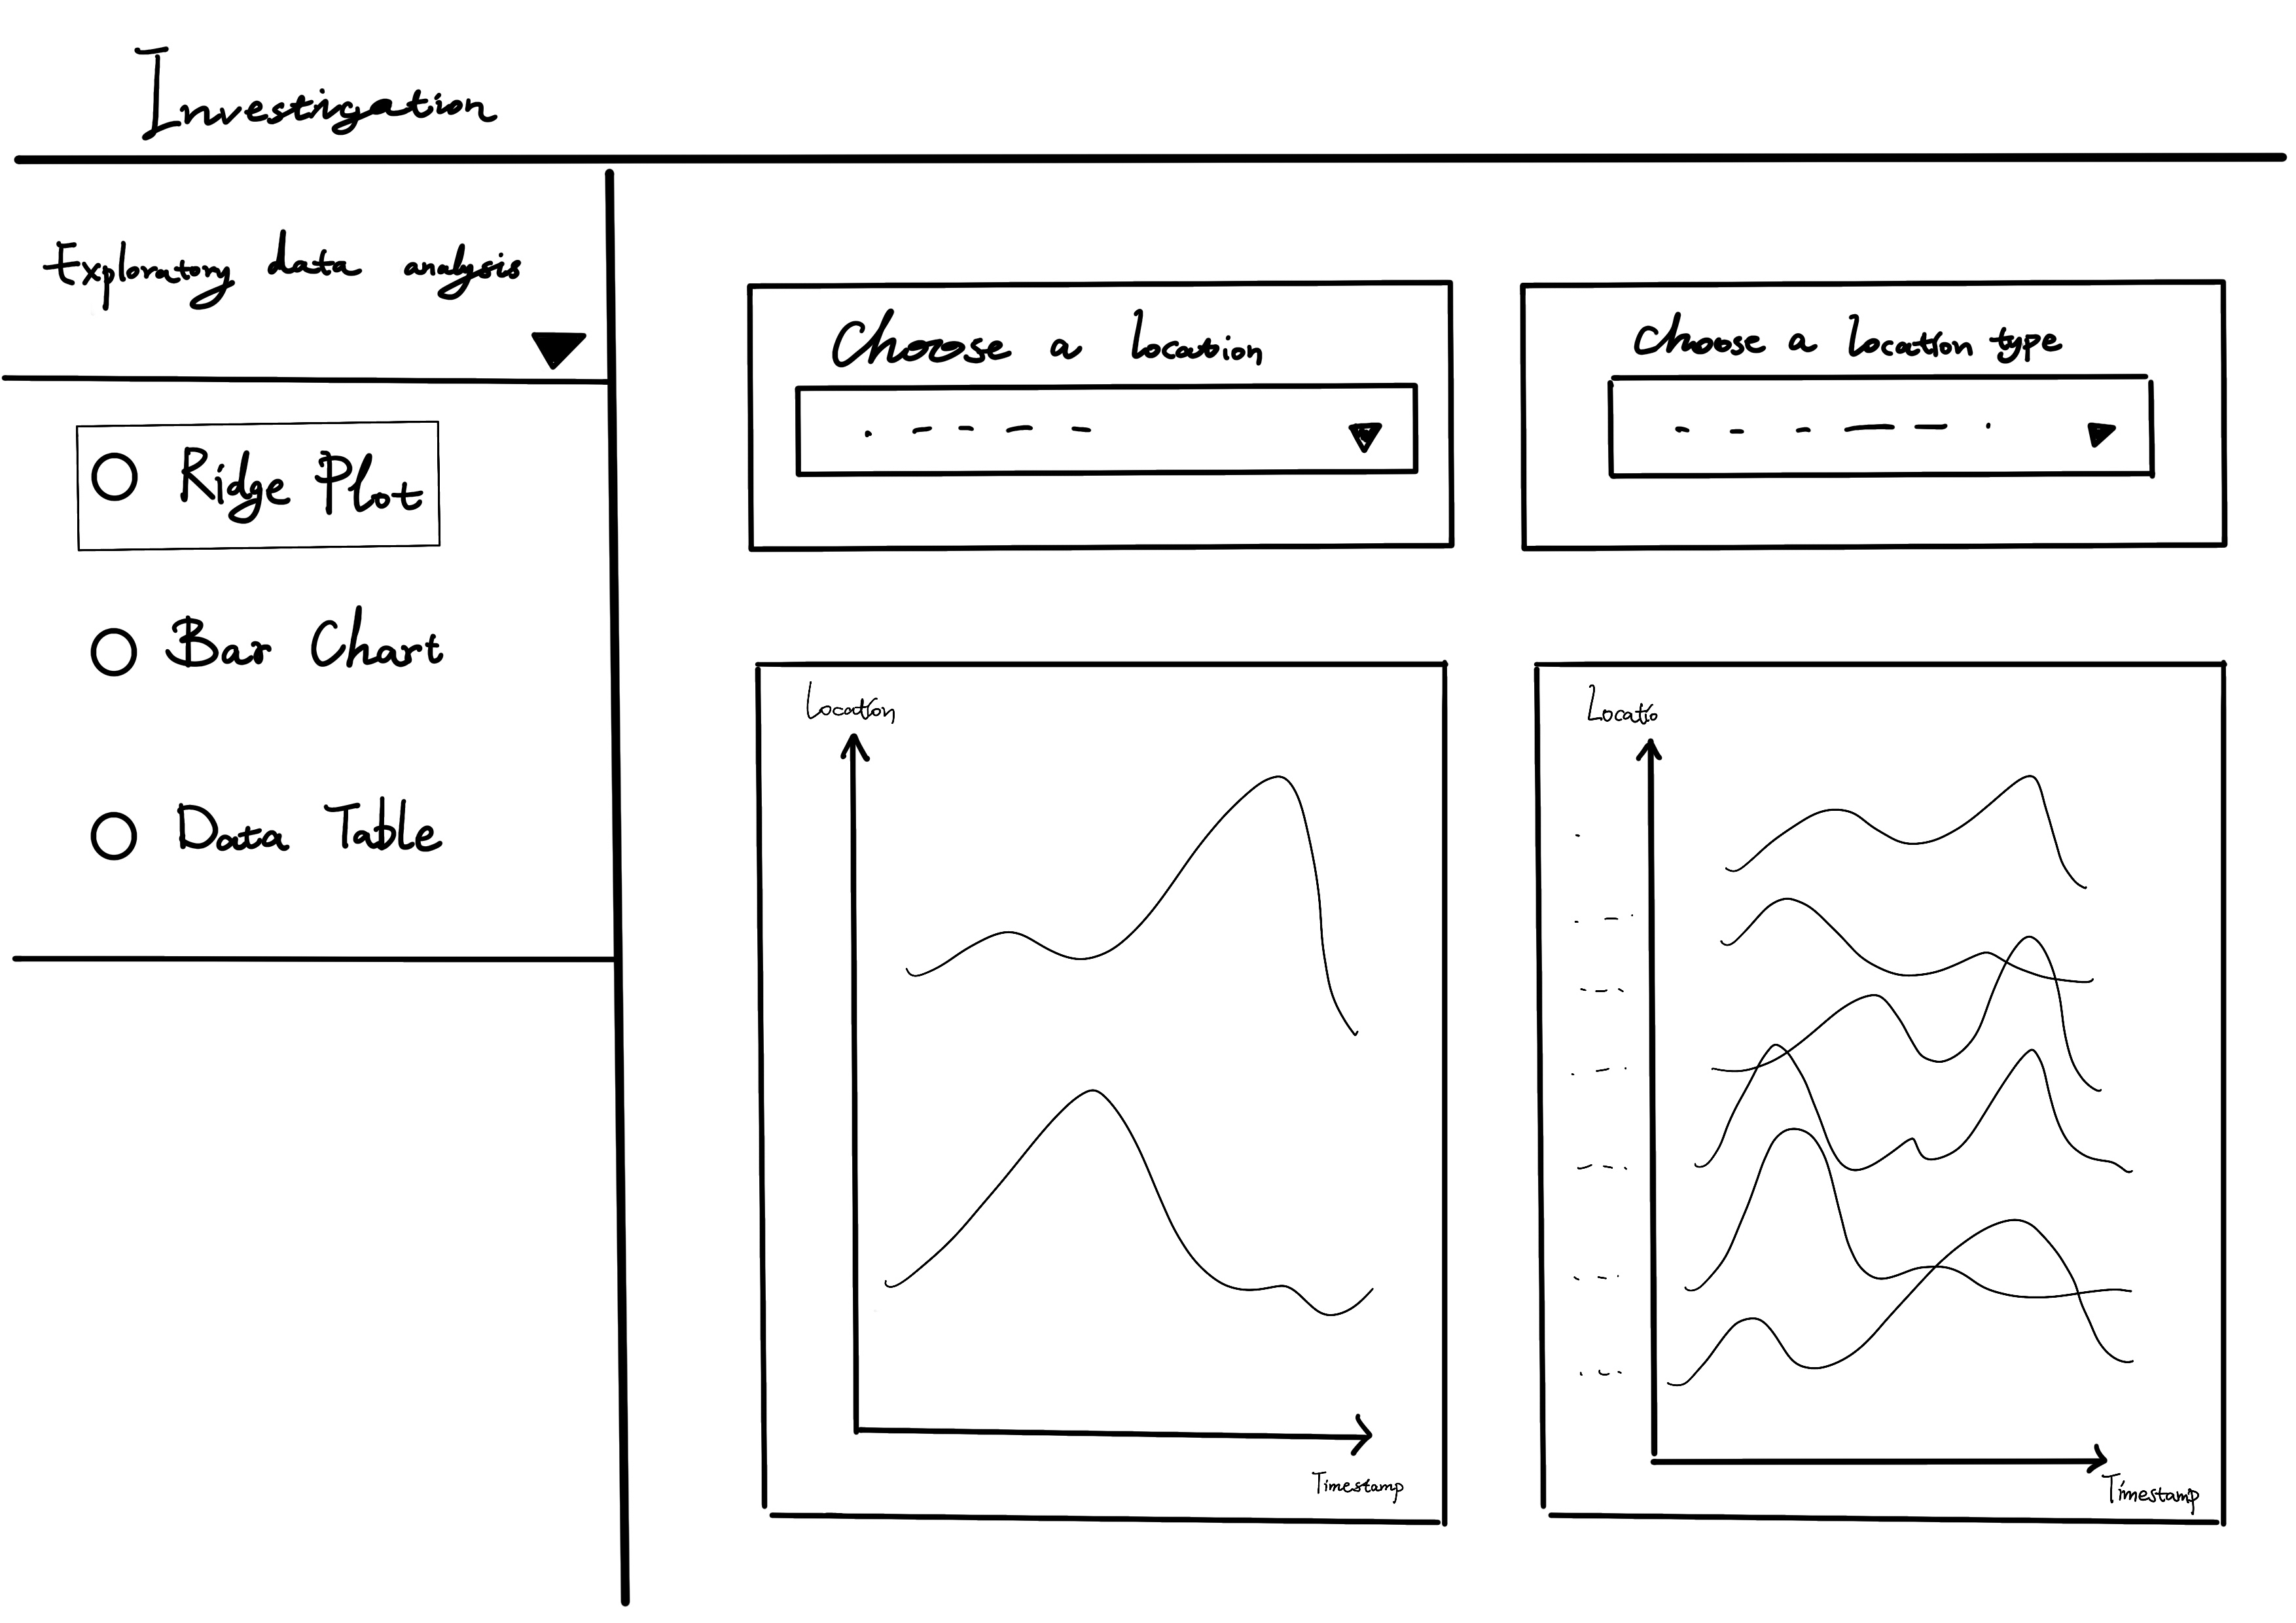 Investigation
Exploratory data analysis
Ridge Plot
Bar Chart
Data Table
Choose a location
Choose a location type
Location
Timestamp
Locatio
Timestamp